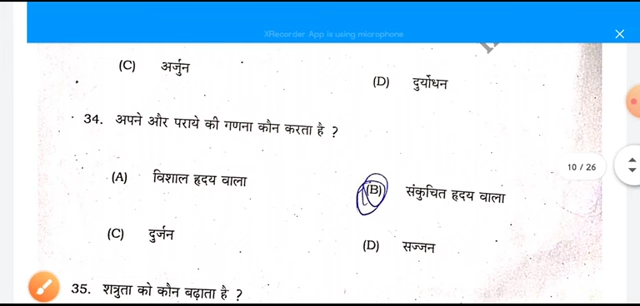 XRecorder App is using microphone
(C) अर्जुन
(D) दुर्योधन
34. अपने और पराये की गणना कौन करता है ?
10 / 26
(A) विशाल हृदय वाला
(B) संकुचित हृदय वाला
(C) दुर्जन
(D) सज्जन
35. शत्रुता को कौन बढ़ाता है ?